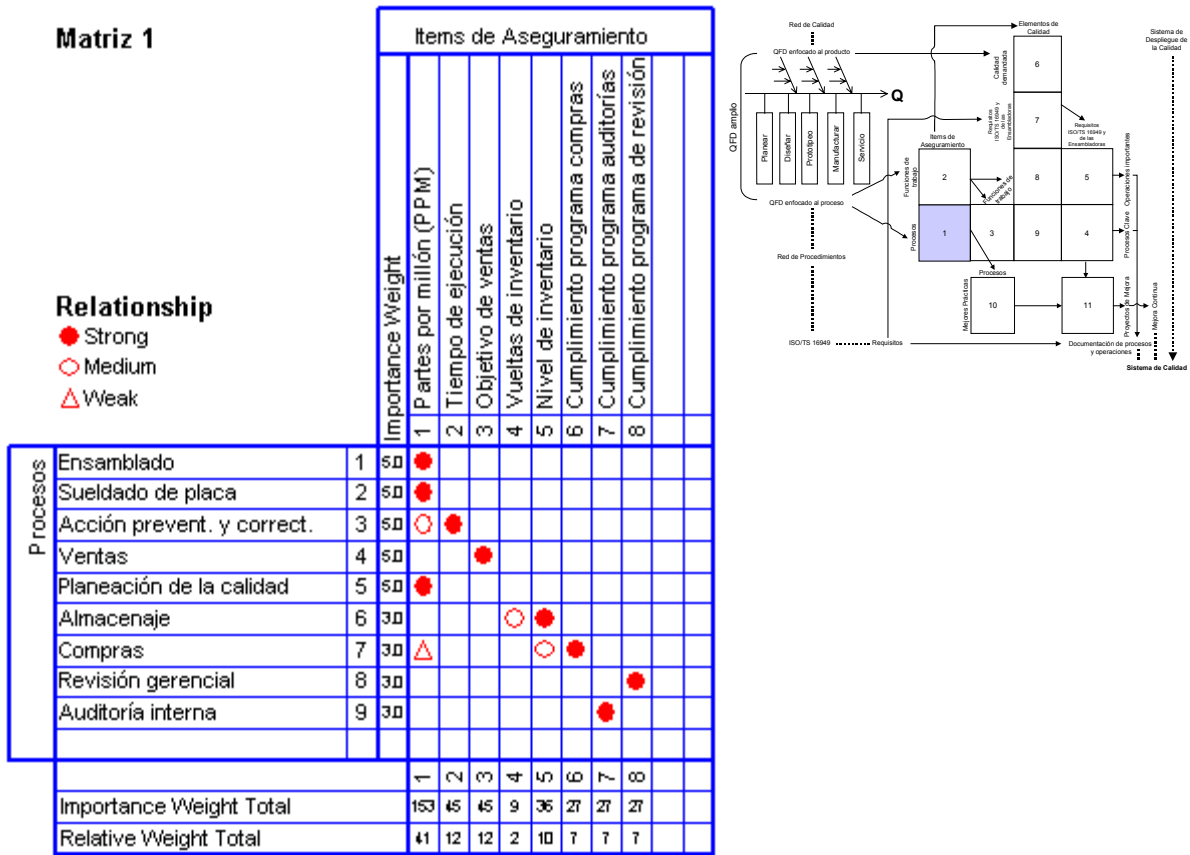 Matriz 1
Items de Aseguramiento
Importance Weight
Partes por millón (PPM)
Tiempo de ejecución
Objetivo de ventas
Vueltas de inventario
Nivel de inventario
Cumplimiento programa compras
Cumplimiento programa auditorías
Cumplimiento programa de revisión
1 2 3 4 5 6 7 8
Relationship
Strong
Medium
Weak
Procesos
Ensamblado 1 5.0
Sueldado de placa 2 5.0
Acción prevent. y correct. 3 5.0
Ventas 4 5.0
Planeación de la calidad 5 5.0
Almacenaje 6 3.0
Compras 7 3.0
Revisión gerencial 8 3.0
Auditoría interna 9 3.0
1 2 3 4 5 6 7 8
Importance Weight Total 153 45 45 9 36 27 27 27
Relative Weight Total 41 12 12 2 10 7 7 7
Red de Calidad
QFD enfocado al producto
QFD amplio
Q
Planear
Diseñar
Prototipeo
Manufacturar
Servicio
QFD enfocado al proceso
Red de Procedimientos
ISO/TS 16949
Requisitos
Elementos de
Calidad
Sistema de
Despliegue de
la Calidad
Calidad
demandada
6
Requisitos
ISO/TS 16949 y
de las
Ensambladoras
7
Requisitos
ISO/TS 16949 y
de las
Ensambladoras
Items de
Aseguramiento
Funciones de
trabajo
2
Funciones de
trabajo
8
5
Operaciones importantes
Procesos
1
3
9
4
Procesos Clave
Procesos
Mejores Prácticas
10
11
Proyectos de Mejora
Mejora Continua
Documentación de procesos
y operaciones
Sistema de Calidad